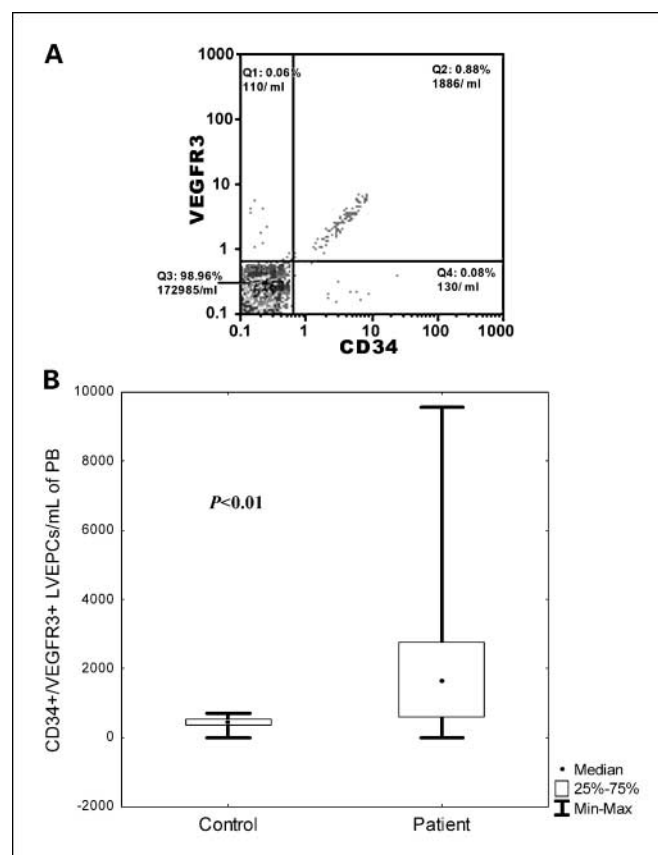 A
1000
Q1: 0.06%
110/ ml
Q2: 0.88%
1886/ ml
100
VEGFR3
10
1
Q3: 98.96%
172985/ml
Q4: 0.08%
130/ ml
0.1
0.1 1 10 100 1000
CD34
B
10000
8000
6000
4000
2000
0
-2000
CD34+/VEGFR3+ LVEPCs/mL of PB
P<0.01
Control Patient
Median
25%-75%
Min-Max